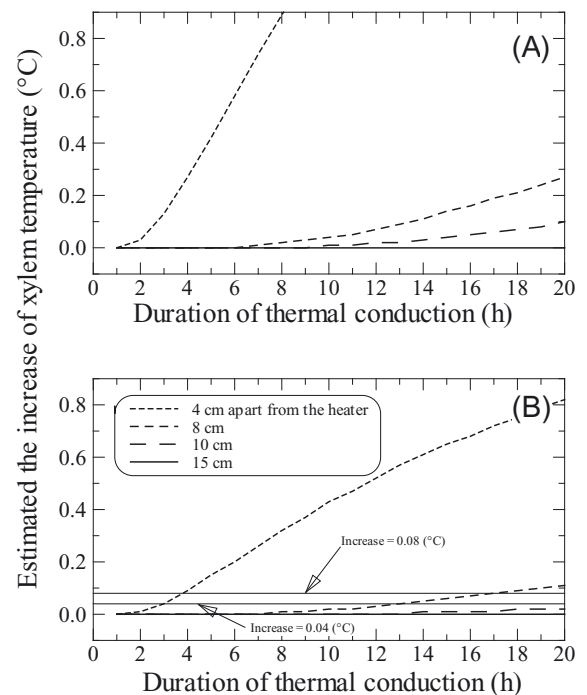 Estimated the increase of xylem temperature (°C)
(A)
0.8
0.6
0.4
0.2
0.0
0 2 4 6 8 10 12 14 16 18 20
Duration of thermal conduction (h)
(B)
0.8
0.6
0.4
0.2
0.0
4 cm apart from the heater
8 cm
10 cm
15 cm
Increase = 0.08 (°C)
Increase = 0.04 (°C)
0 2 4 6 8 10 12 14 16 18 20
Duration of thermal conduction (h)